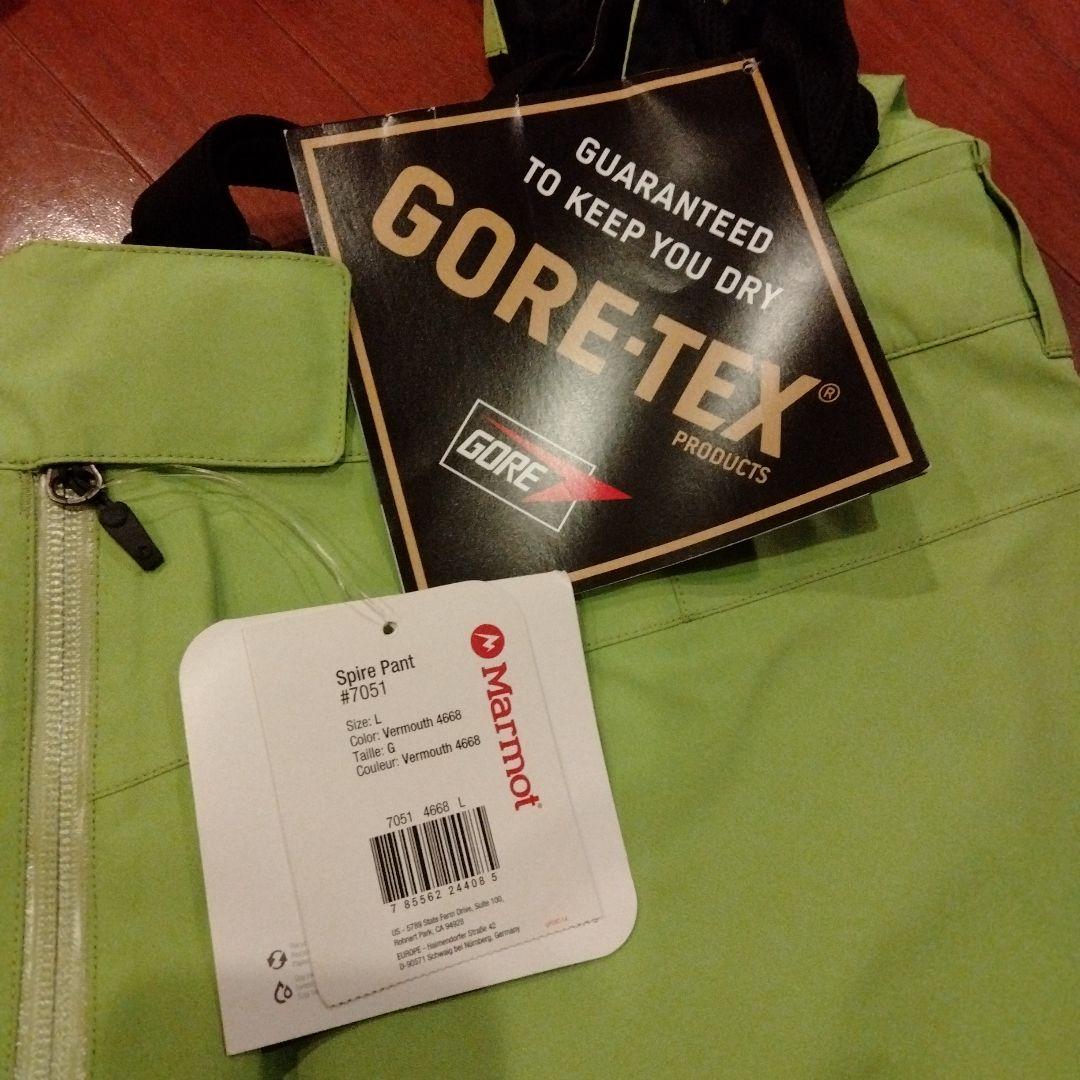 GUARANTEED
TO KEEP YOU DRY
GORE-TEX®
PRODUCTS
GORE
Marmot
Spire Pant
#7051
Size: L
Color: Vermouth 4668
Taille: G
Couleur: Vermouth 4668
7051 4668 L
7 85562 24408 5
US - 5789 State Farm Drive, Suite 100,
Rohnert Park, CA 94928
EUROPE - Haimendorfer Straße 42
D-90571 Schwaig bei Nürnberg, Germany